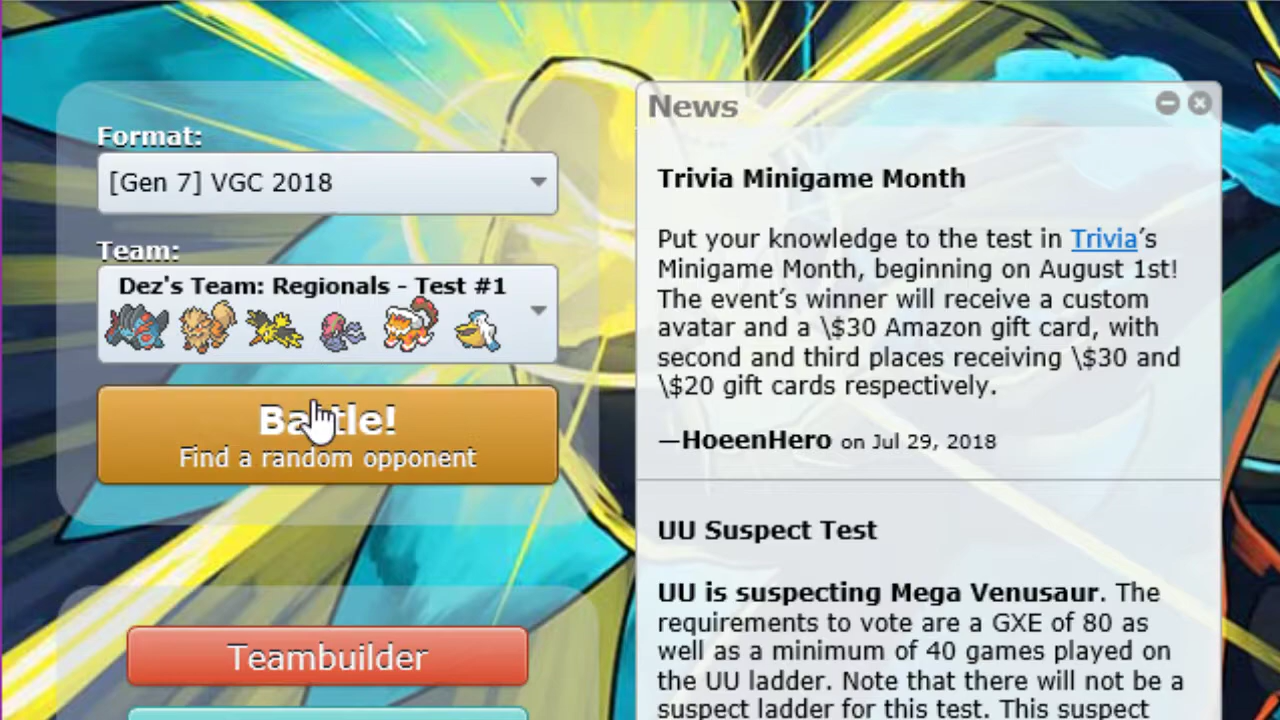 Format:
[Gen 7] VGC 2018
Team:
Dez's Team: Regionals - Test #1
Battle!
Find a random opponent
Teambuilder
News
Trivia Minigame Month
Put your knowledge to the test in Trivia's
Minigame Month, beginning on August 1st!
The event's winner will receive a custom
avatar and a \$30 Amazon gift card, with
second and third places receiving \$30 and
\$20 gift cards respectively.
—HoeenHero on Jul 29, 2018
UU Suspect Test
UU is suspecting Mega Venusaur. The
requirements to vote are a GXE of 80 as
well as a minimum of 40 games played on
the UU ladder. Note that there will not be a
suspect ladder for this test. This suspect